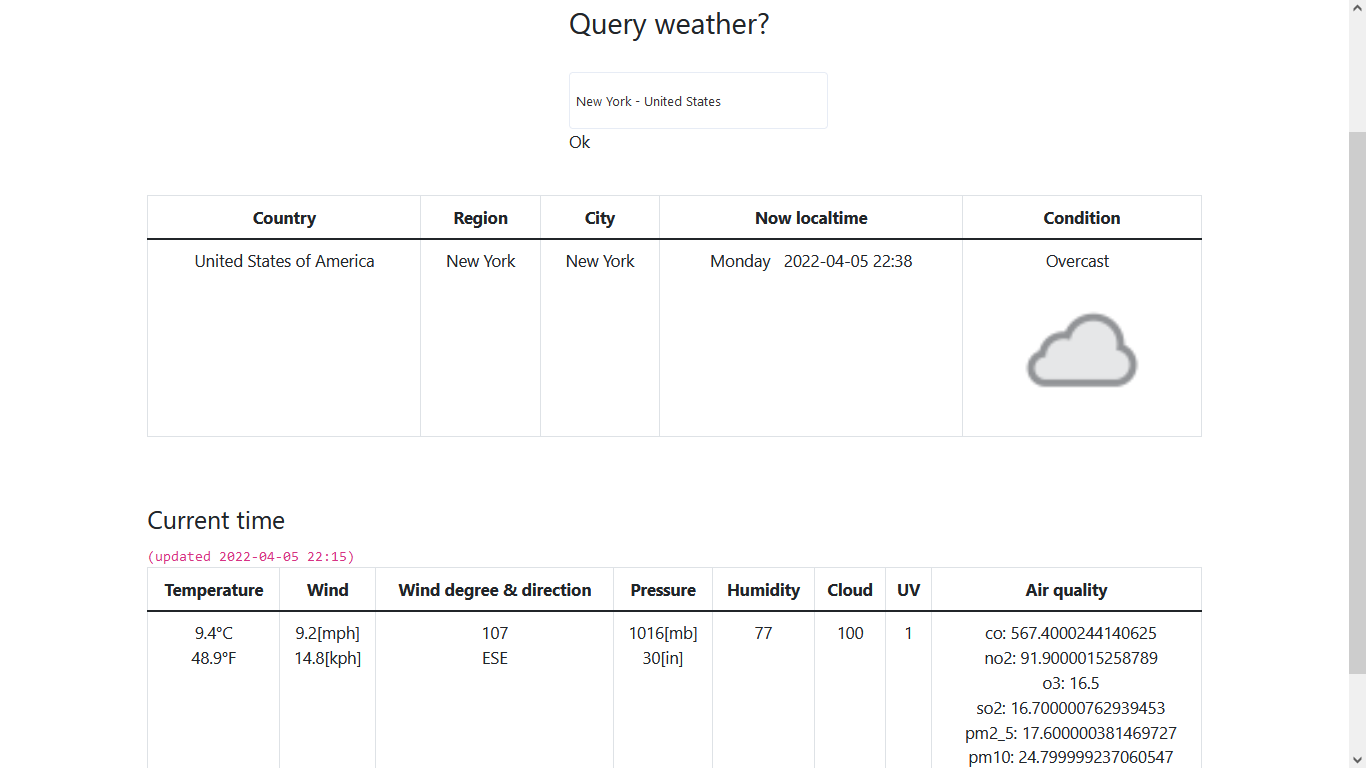 Query weather?
New York - United States
Ok
Country Region City Now localtime Condition
United States of America New York New York Monday 2022-04-05 22:38 Overcast
Current time
(updated 2022-04-05 22:15)
Temperature Wind Wind degree & direction Pressure Humidity Cloud UV Air quality
9.4°C 9.2[mph] 107 1016[mb] 77 100 1 co: 567.4000244140625
48.9°F 14.8[kph] ESE 30[in] no2: 91.9000015258789
o3: 16.5
so2: 16.700000762939453
pm2_5: 17.600000381469727
pm10: 24.799999237060547